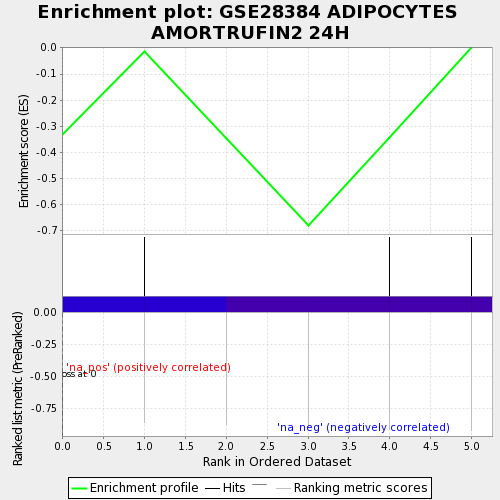 Enrichment plot: GSE28384 ADIPOCYTES
AMORTRUFIN2 24H
Enrichment score (ES)
0.0
-0.1
-0.2
-0.3
-0.4
-0.5
-0.6
-0.7
Ranked list metric (PreRanked)
0.00
-0.25
-0.50
-0.75
'na_pos' (positively correlated)
oss at 0
'na_neg' (negatively correlated)
0.0 0.5 1.0 1.5 2.0 2.5 3.0 3.5 4.0 4.5 5.0
Rank in Ordered Dataset
Enrichment profile Hits Ranking metric scores